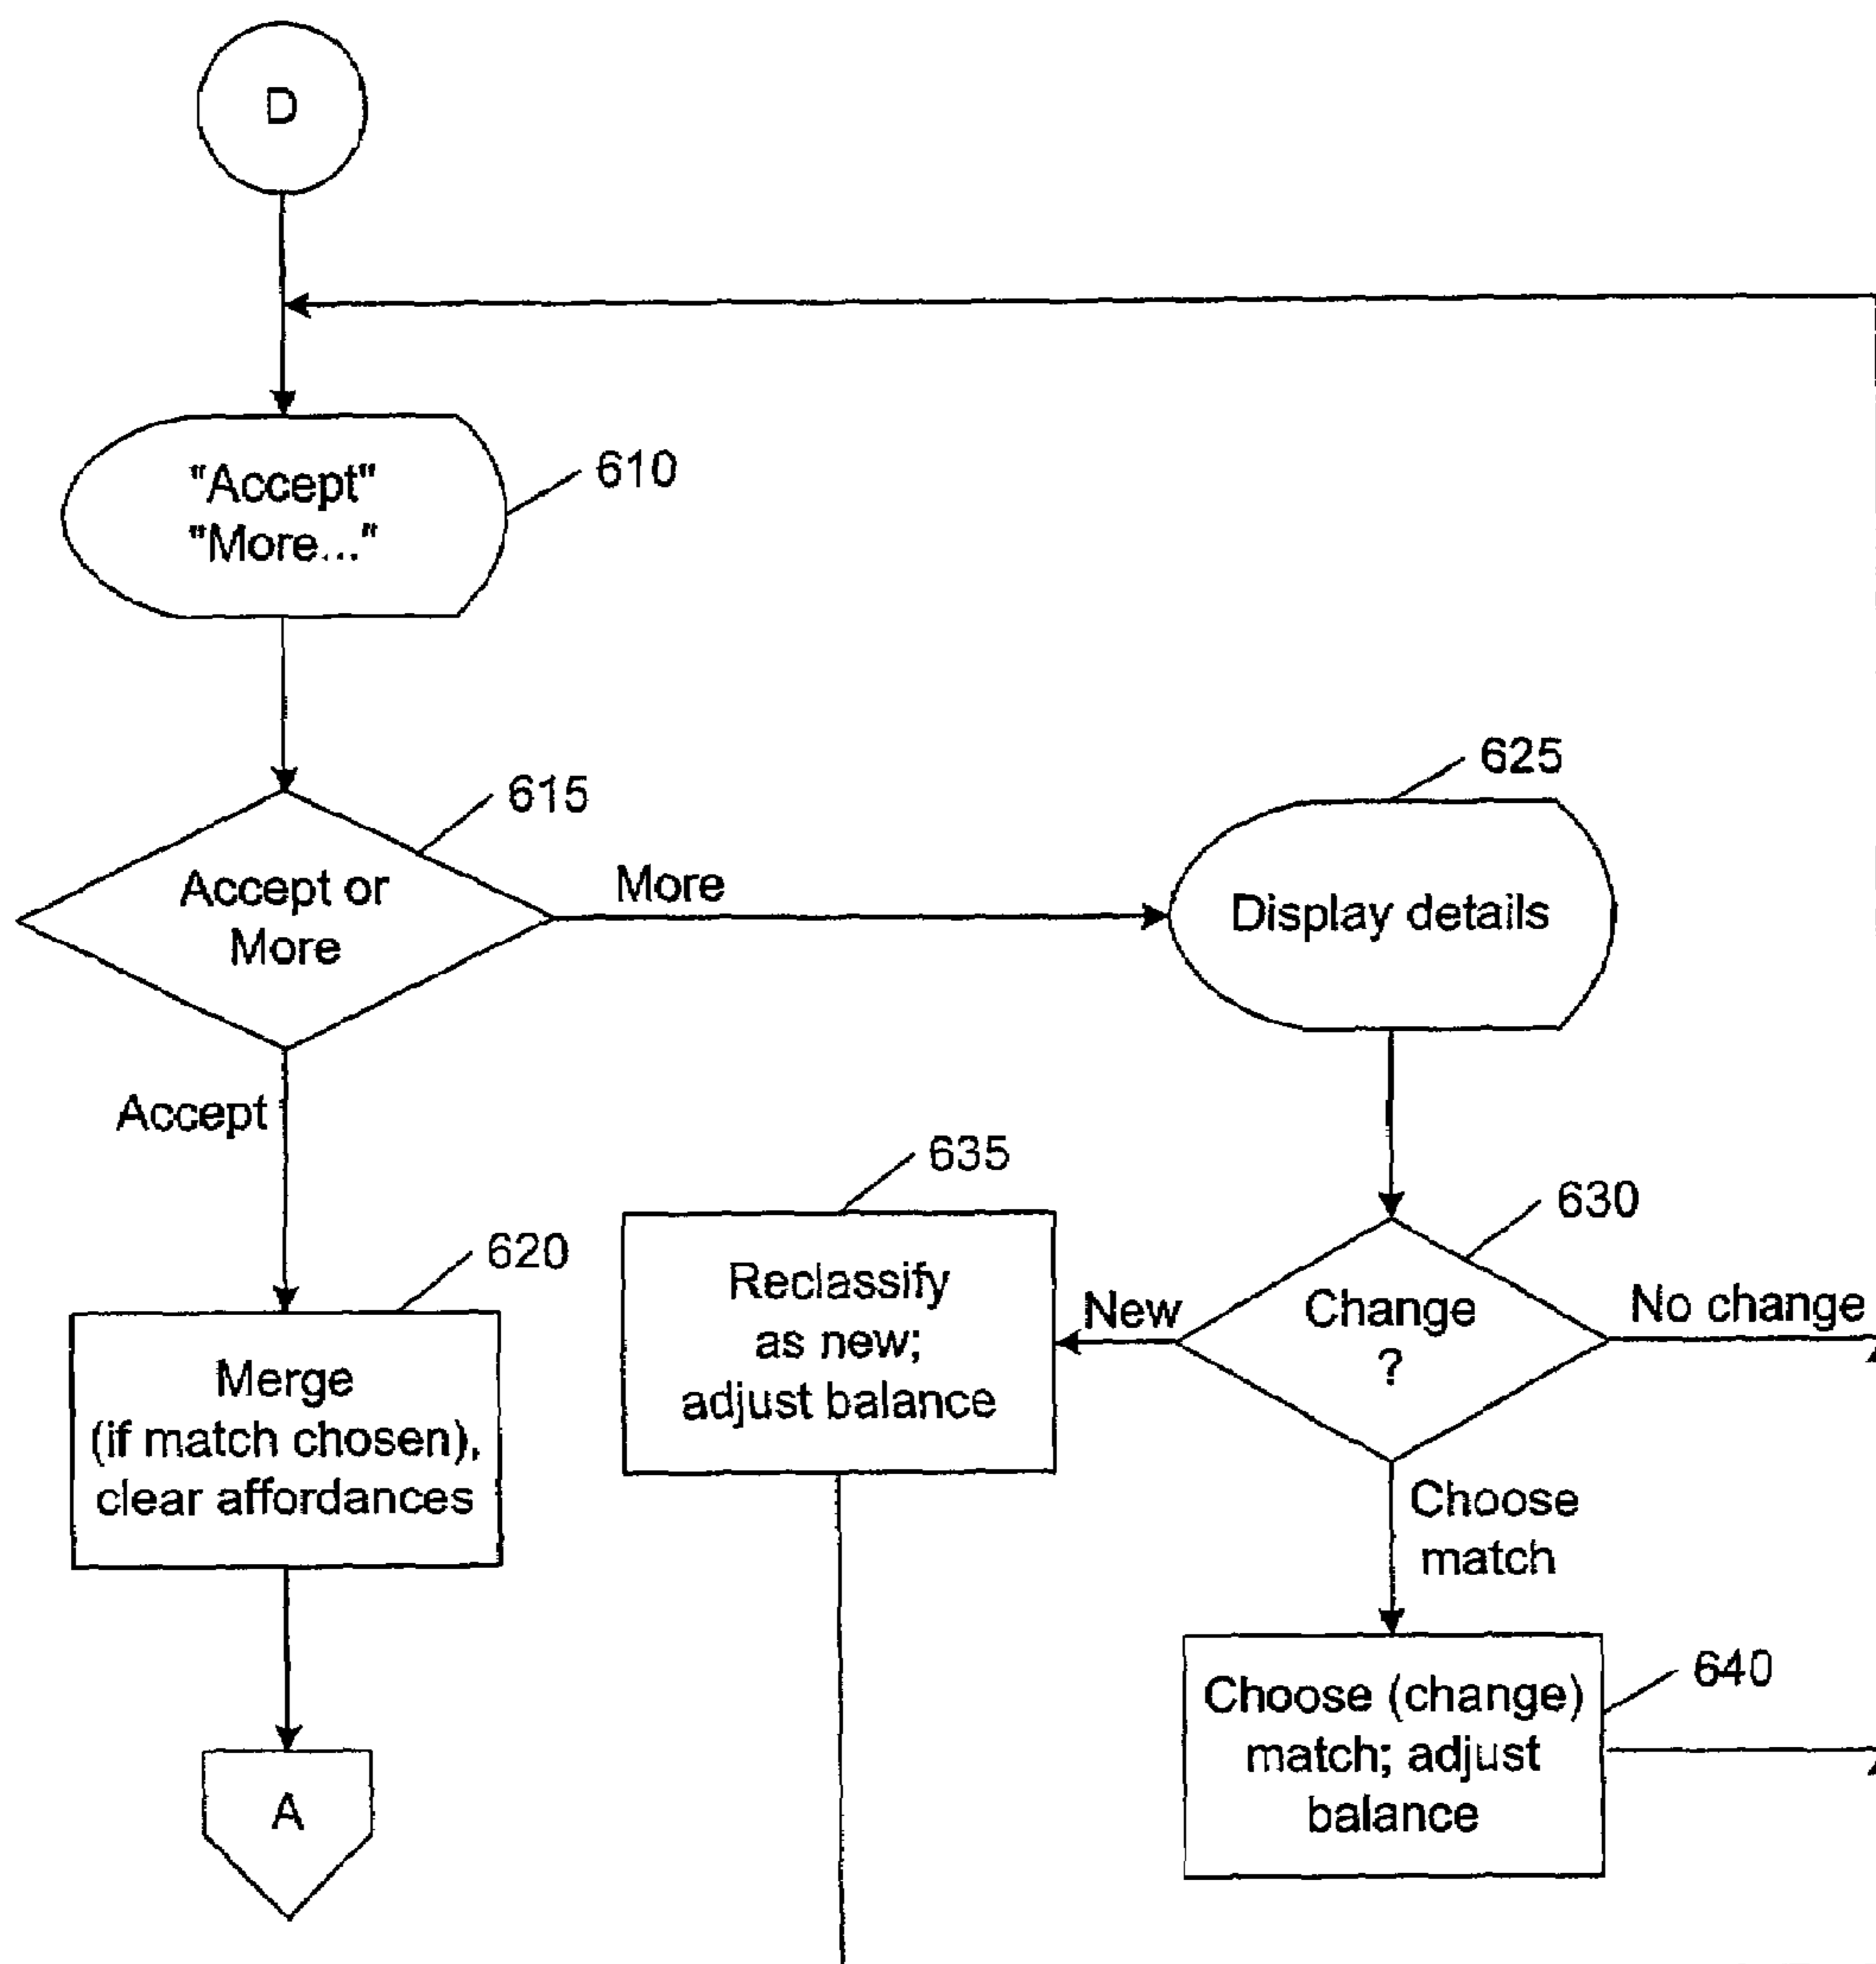 D
"Accept"
"More..."
610
Accept or
More
615
More
Accept
Display details
625
Change
?
630
No change
New
Reclassify
as new;
adjust balance
635
Choose
match
Choose (change)
match; adjust
balance
640
Merge
(if match chosen),
clear affordances
620
A